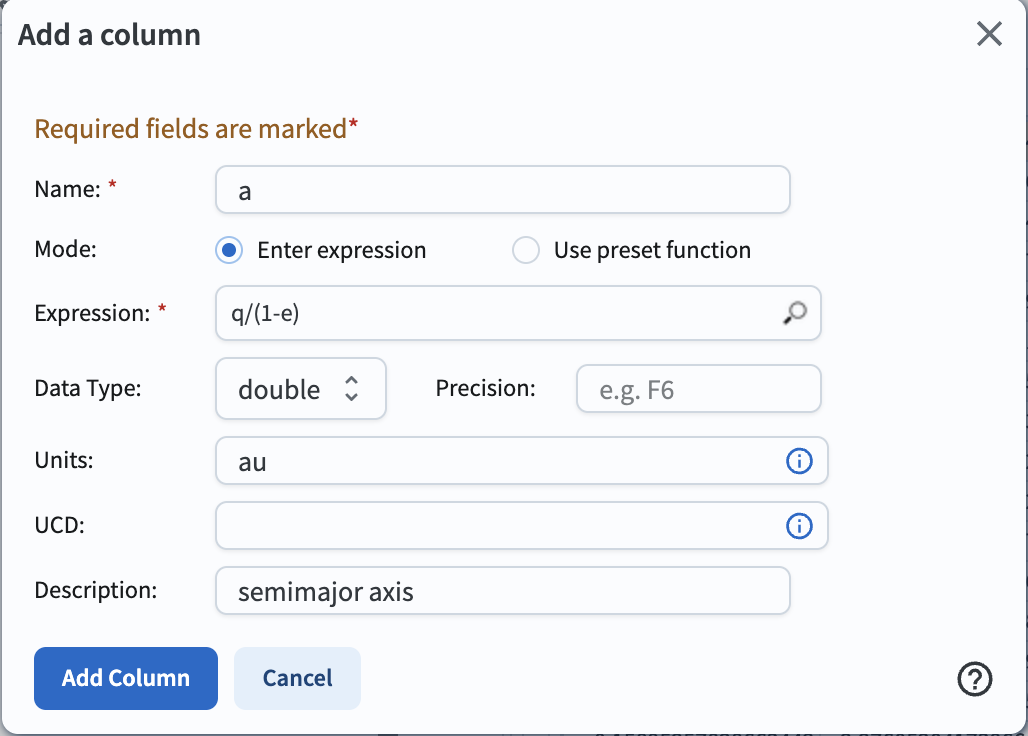 Add a column
Required fields are marked*
Name: * a
Mode: Enter expression Use preset function
Expression: * q/(1-e)
Data Type: double Precision: e.g. F6
Units: au
UCD:
Description: semimajor axis
Add Column Cancel